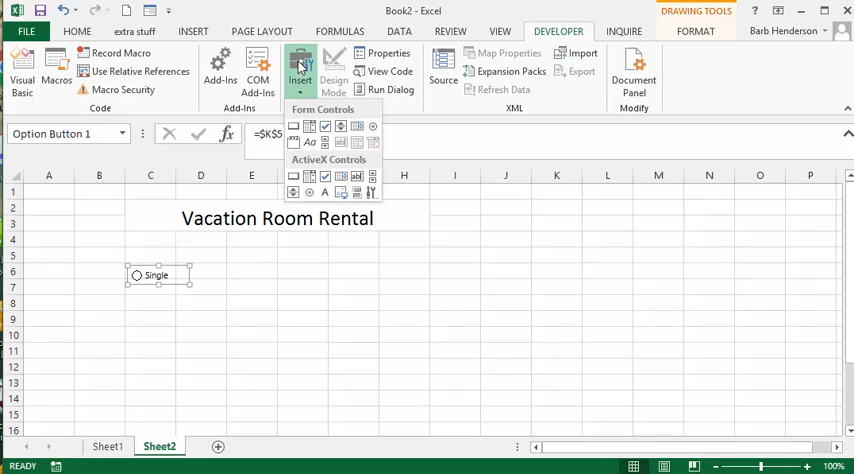 Book2 - Excel
DRAWING TOOLS
?
FILE HOME extra stuff INSERT PAGE LAYOUT FORMULAS DATA REVIEW VIEW DEVELOPER INQUIRE FORMAT Barb Henderson
Visual Basic
Macros
Record Macro
Use Relative References
Macro Security
Code
Add-Ins
COM Add-Ins
Add-Ins
Insert
Design Mode
Properties
View Code
Run Dialog
Source
Map Properties
Expansion Packs
Refresh Data
Import
Export
XML
Document Panel
Modify
Form Controls
Aa
ActiveX Controls
A
Option Button 1
fx
=$K$5
A B C D E H I J K L M N O P
1
2
3
4
5
6
7
8
9
10
11
12
13
14
15
16
Vacation Room Rental
Single
Sheet1 Sheet2
READY
100%